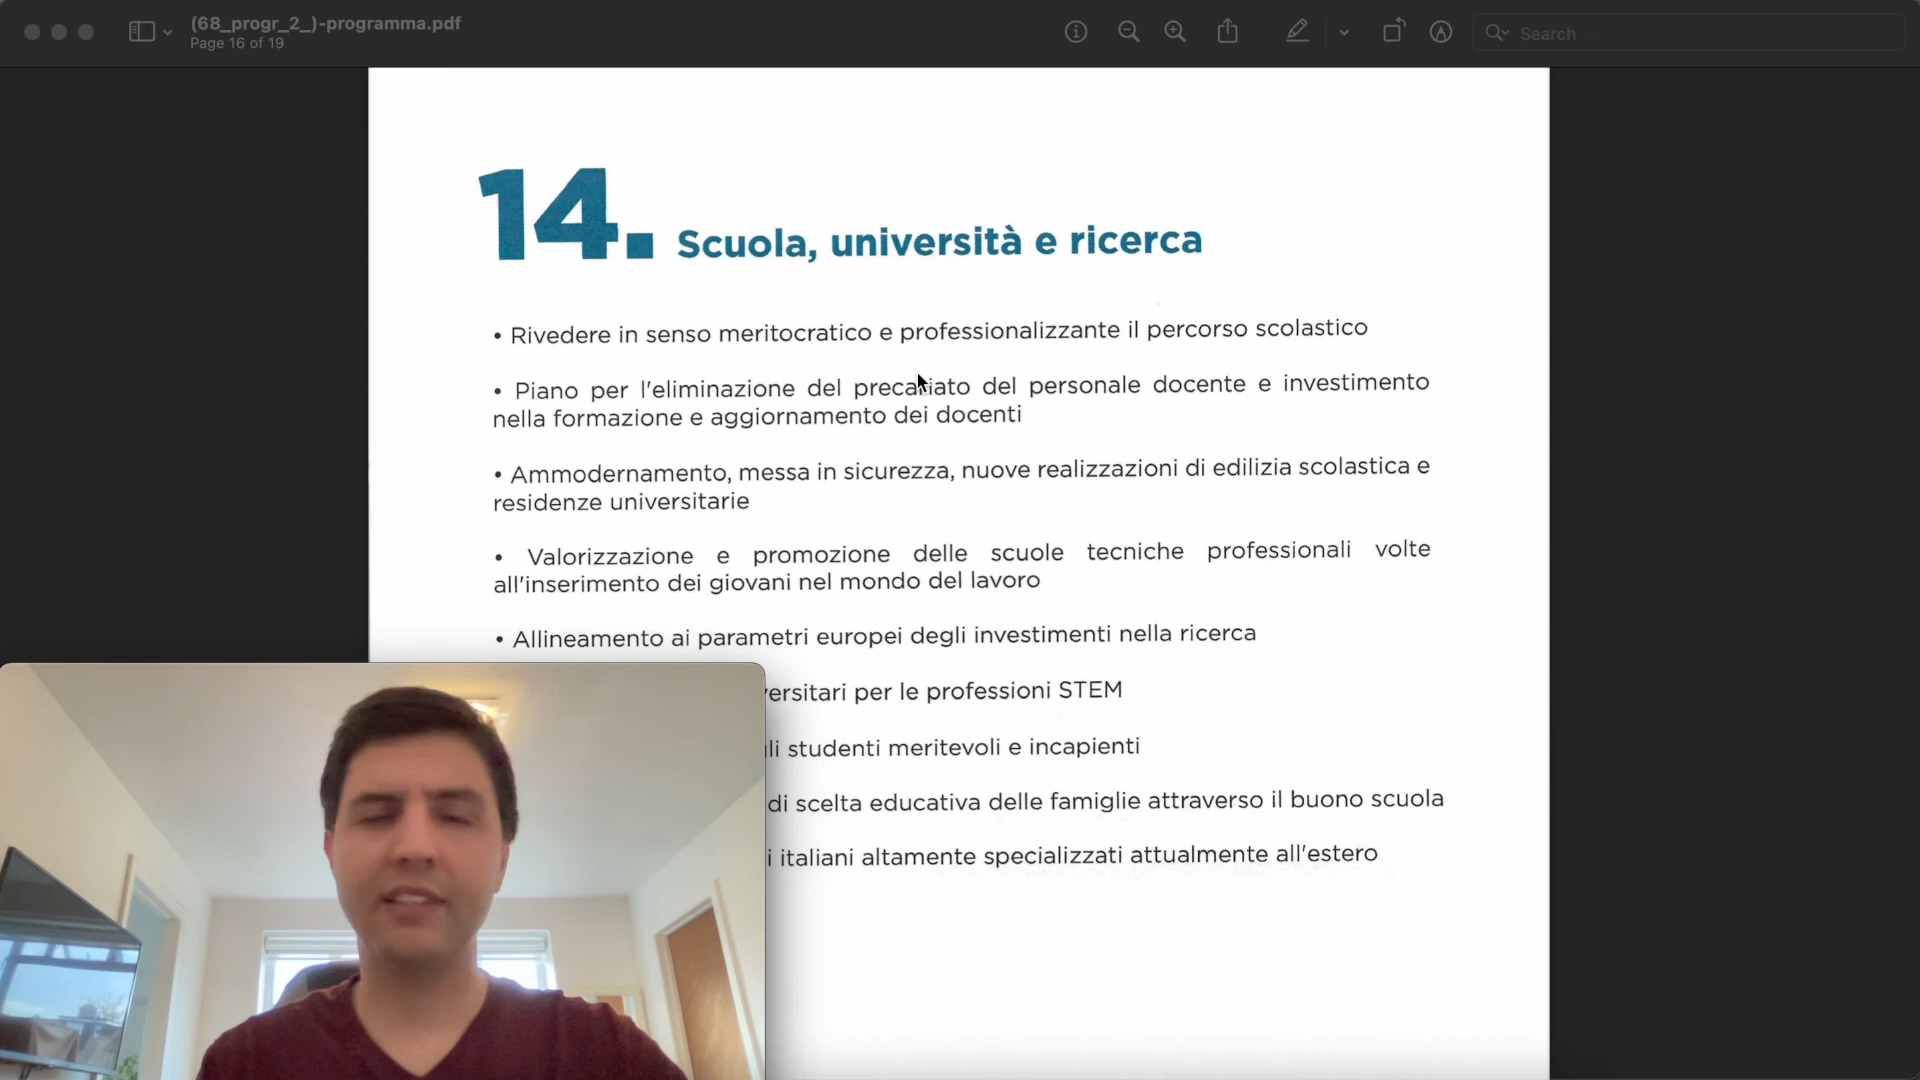 (68_progr_2_)-programma.pdf
Page 16 of 19
Search
14. Scuola, università e ricerca
• Rivedere in senso meritocratico e professionalizzante il percorso scolastico
• Piano per l'eliminazione del precariato del personale docente e investimento
nella formazione e aggiornamento dei docenti
• Ammodernamento, messa in sicurezza, nuove realizzazioni di edilizia scolastica e
residenze universitarie
• Valorizzazione e promozione delle scuole tecniche professionali volte
all'inserimento dei giovani nel mondo del lavoro
• Allineamento ai parametri europei degli investimenti nella ricerca
ersitari per le professioni STEM
li studenti meritevoli e incapienti
di scelta educativa delle famiglie attraverso il buono scuola
i italiani altamente specializzati attualmente all'estero